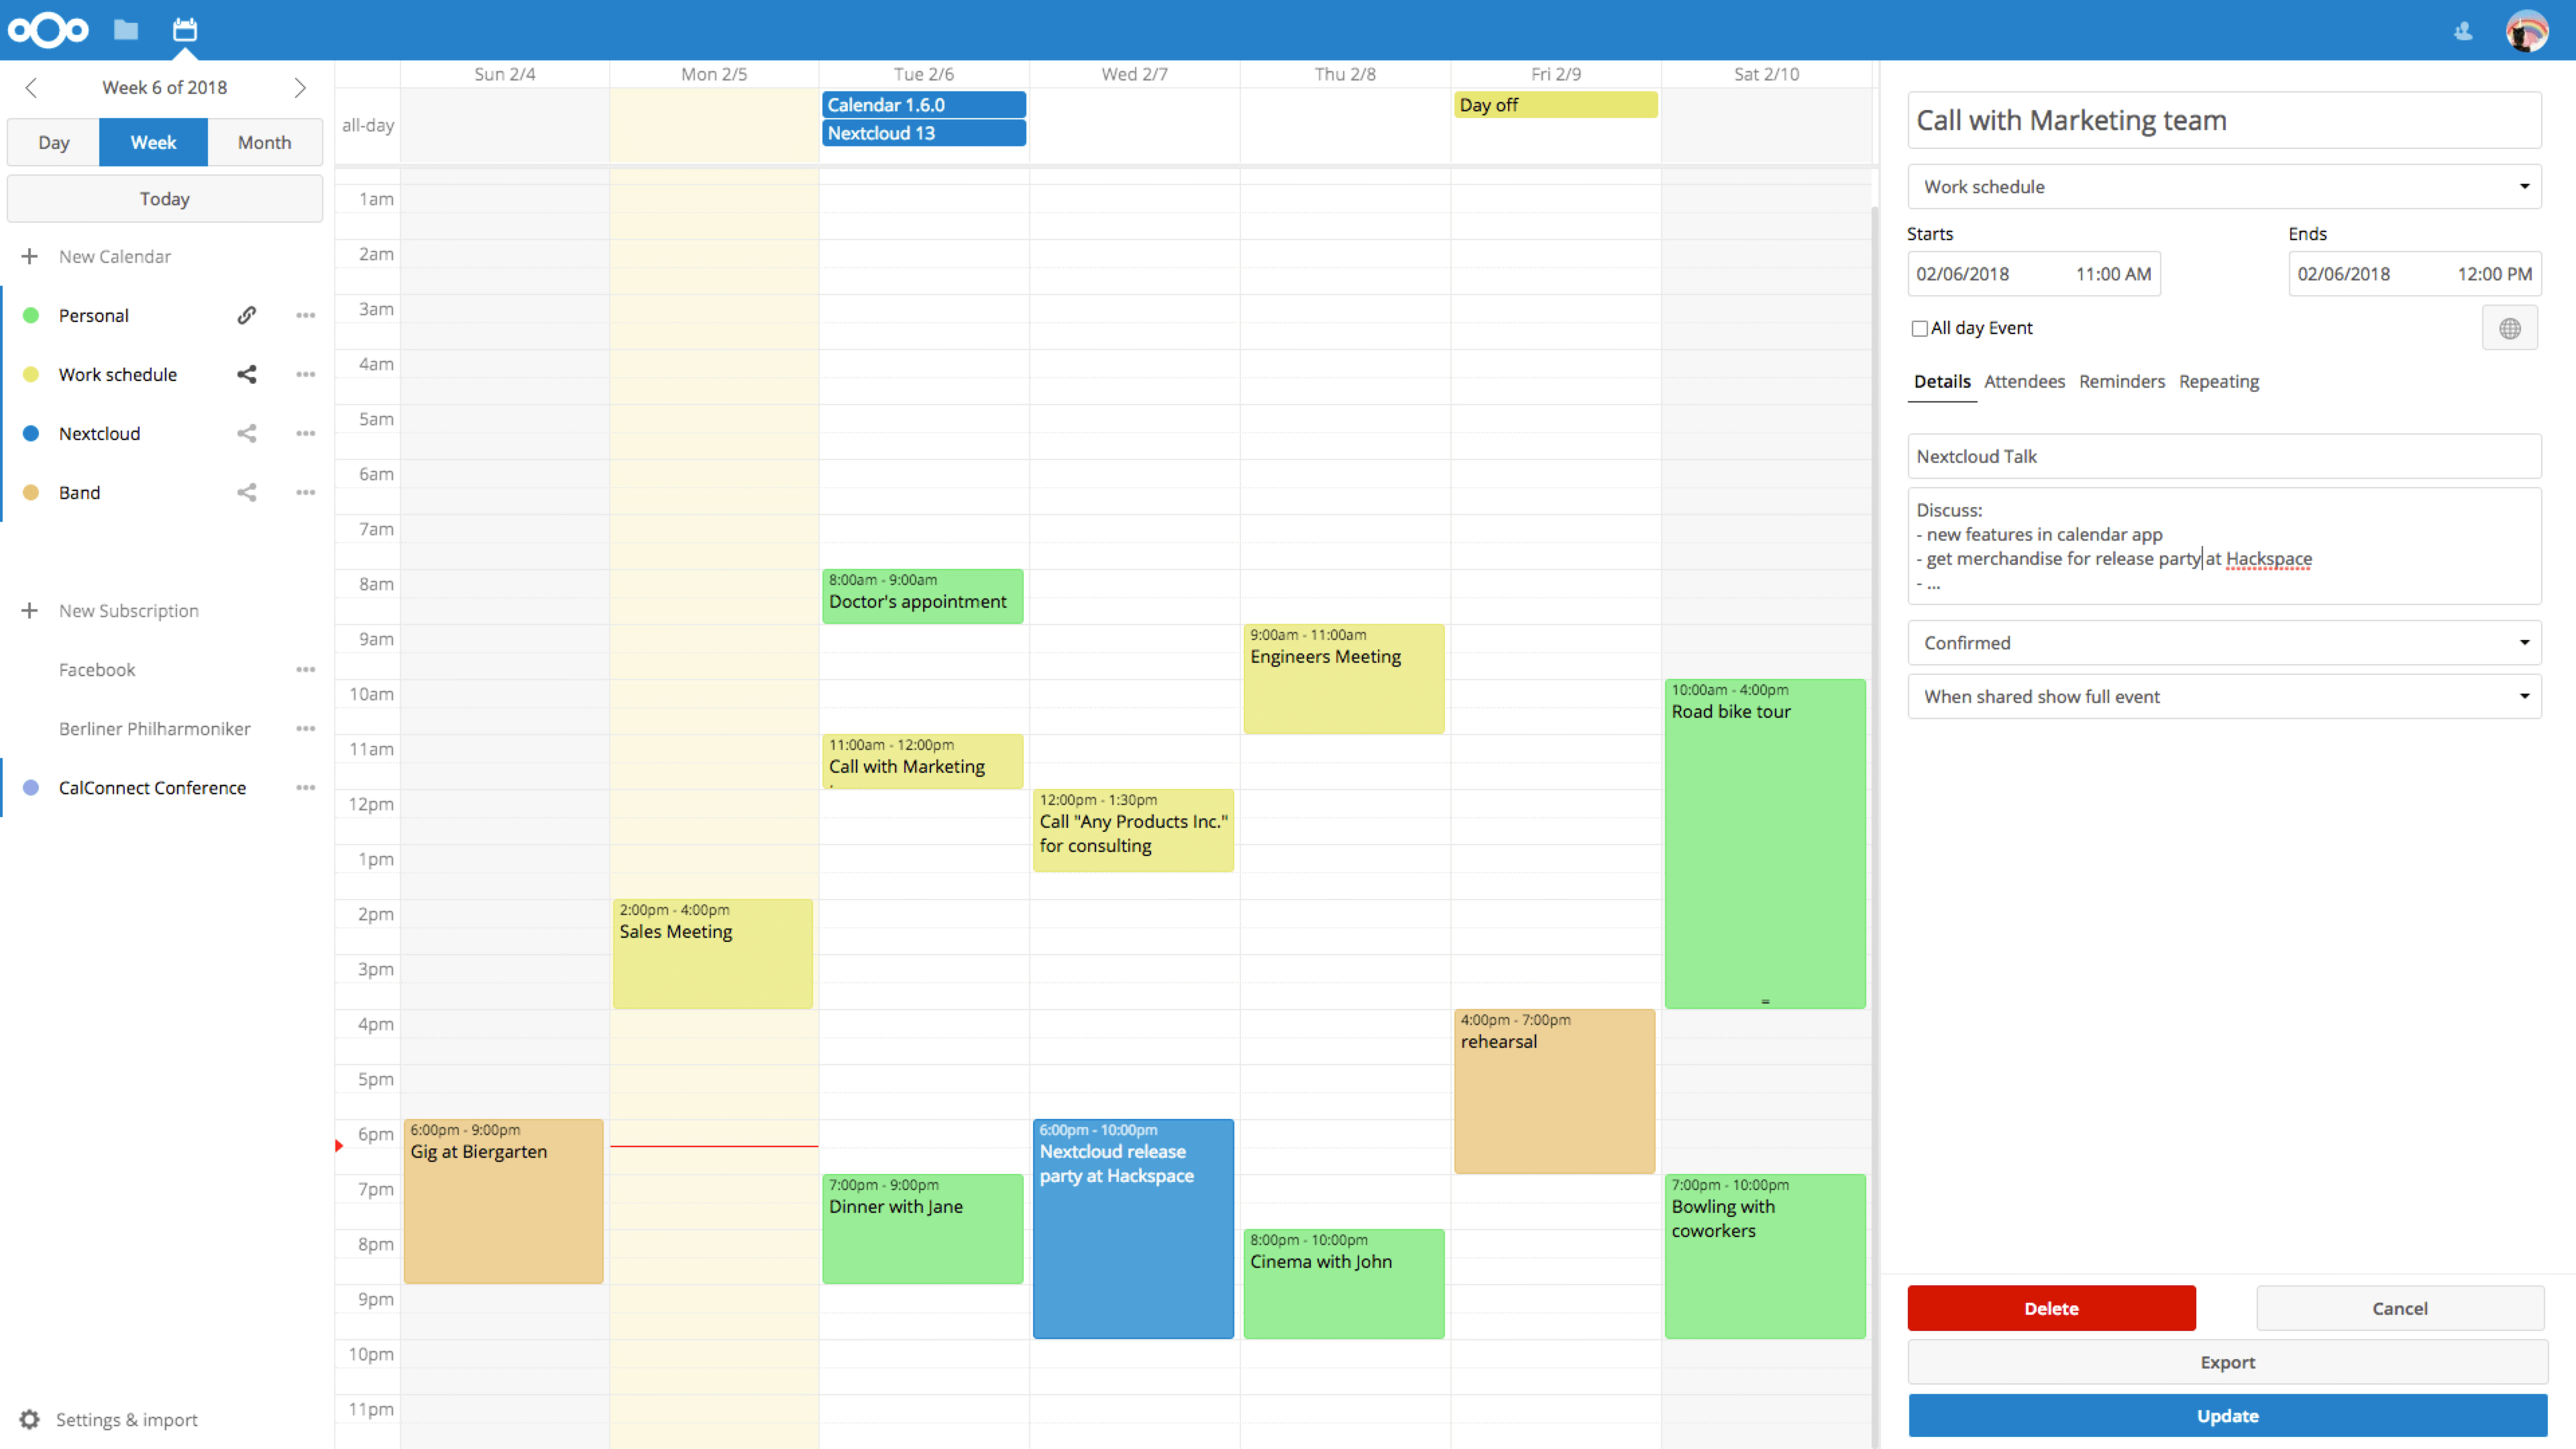 Week 6 of 2018
Day
Week
Month
Today
New Calendar
Personal
Work schedule
Nextcloud
Band
New Subscription
Facebook
Berliner Philharmoniker
CalConnect Conference
Settings & import
Sun 2/4
Mon 2/5
Tue 2/6
Wed 2/7
Thu 2/8
Fri 2/9
Sat 2/10
all-day
Calendar 1.6.0
Nextcloud 13
Day off
1am
2am
3am
4am
5am
6am
7am
8am
9am
10am
11am
12pm
1pm
2pm
3pm
4pm
5pm
6pm
7pm
8pm
9pm
10pm
11pm
6:00pm - 9:00pm
Gig at Biergarten
2:00pm - 4:00pm
Sales Meeting
8:00am - 9:00am
Doctor's appointment
11:00am - 12:00pm
Call with Marketing
7:00pm - 9:00pm
Dinner with Jane
12:00pm - 1:30pm
Call "Any Products Inc."
for consulting
6:00pm - 10:00pm
Nextcloud release
party at Hackspace
9:00am - 11:00am
Engineers Meeting
8:00pm - 10:00pm
Cinema with John
4:00pm - 7:00pm
rehearsal
10:00am - 4:00pm
Road bike tour
=
7:00pm - 10:00pm
Bowling with
coworkers
Call with Marketing team
Work schedule
Starts
Ends
02/06/2018 11:00 AM
02/06/2018 12:00 PM
All day Event
Details Attendees Reminders Repeating
Nextcloud Talk
Discuss:
- new features in calendar app
- get merchandise for release party at Hackspace
- ...
Confirmed
When shared show full event
Delete
Cancel
Export
Update